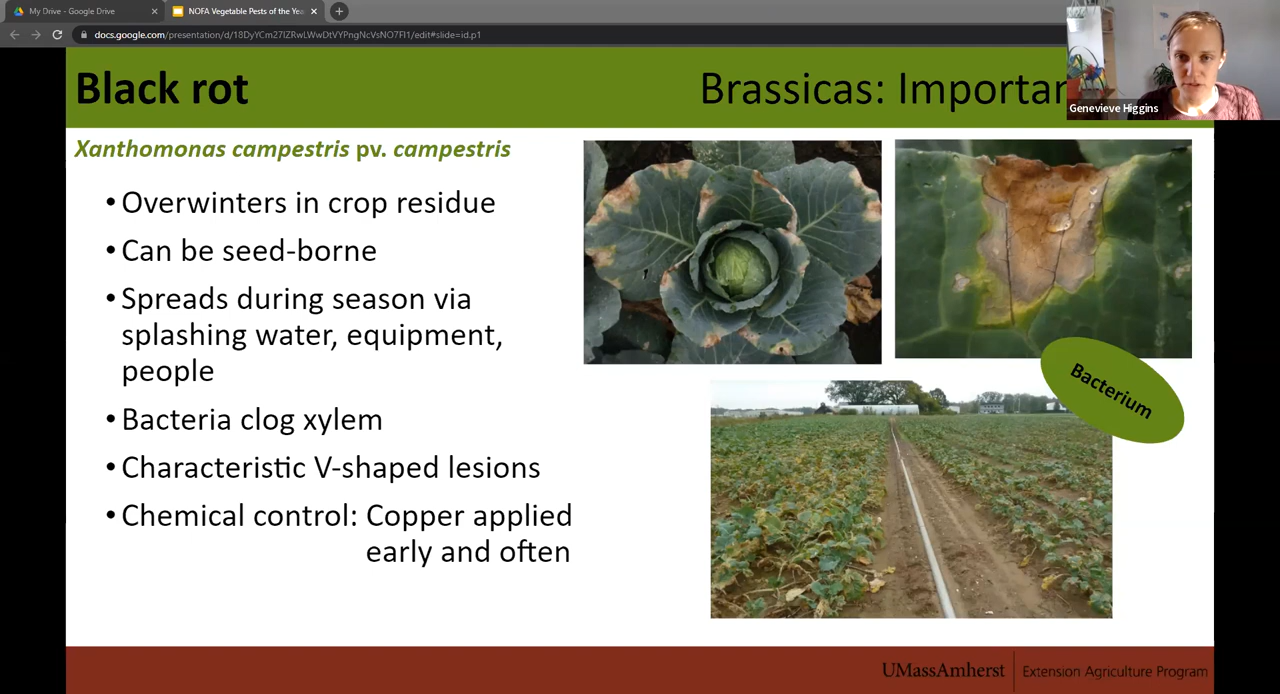 My Drive - Google Drive
NOFA Vegetable Pests of the Yea
docs.google.com/presentation/d/18DyYCm27IZRwLWwDtVYPngNcVsNO7FI1/edit#slide=id.p1
Black rot
Brassicas: Importan
Genevieve Higgins
Xanthomonas campestris pv. campestris
• Overwinters in crop residue
• Can be seed-borne
• Spreads during season via
splashing water, equipment,
people
• Bacteria clog xylem
• Characteristic V-shaped lesions
• Chemical control: Copper applied
early and often
Bacterium
UMassAmherst
Extension Agriculture Program